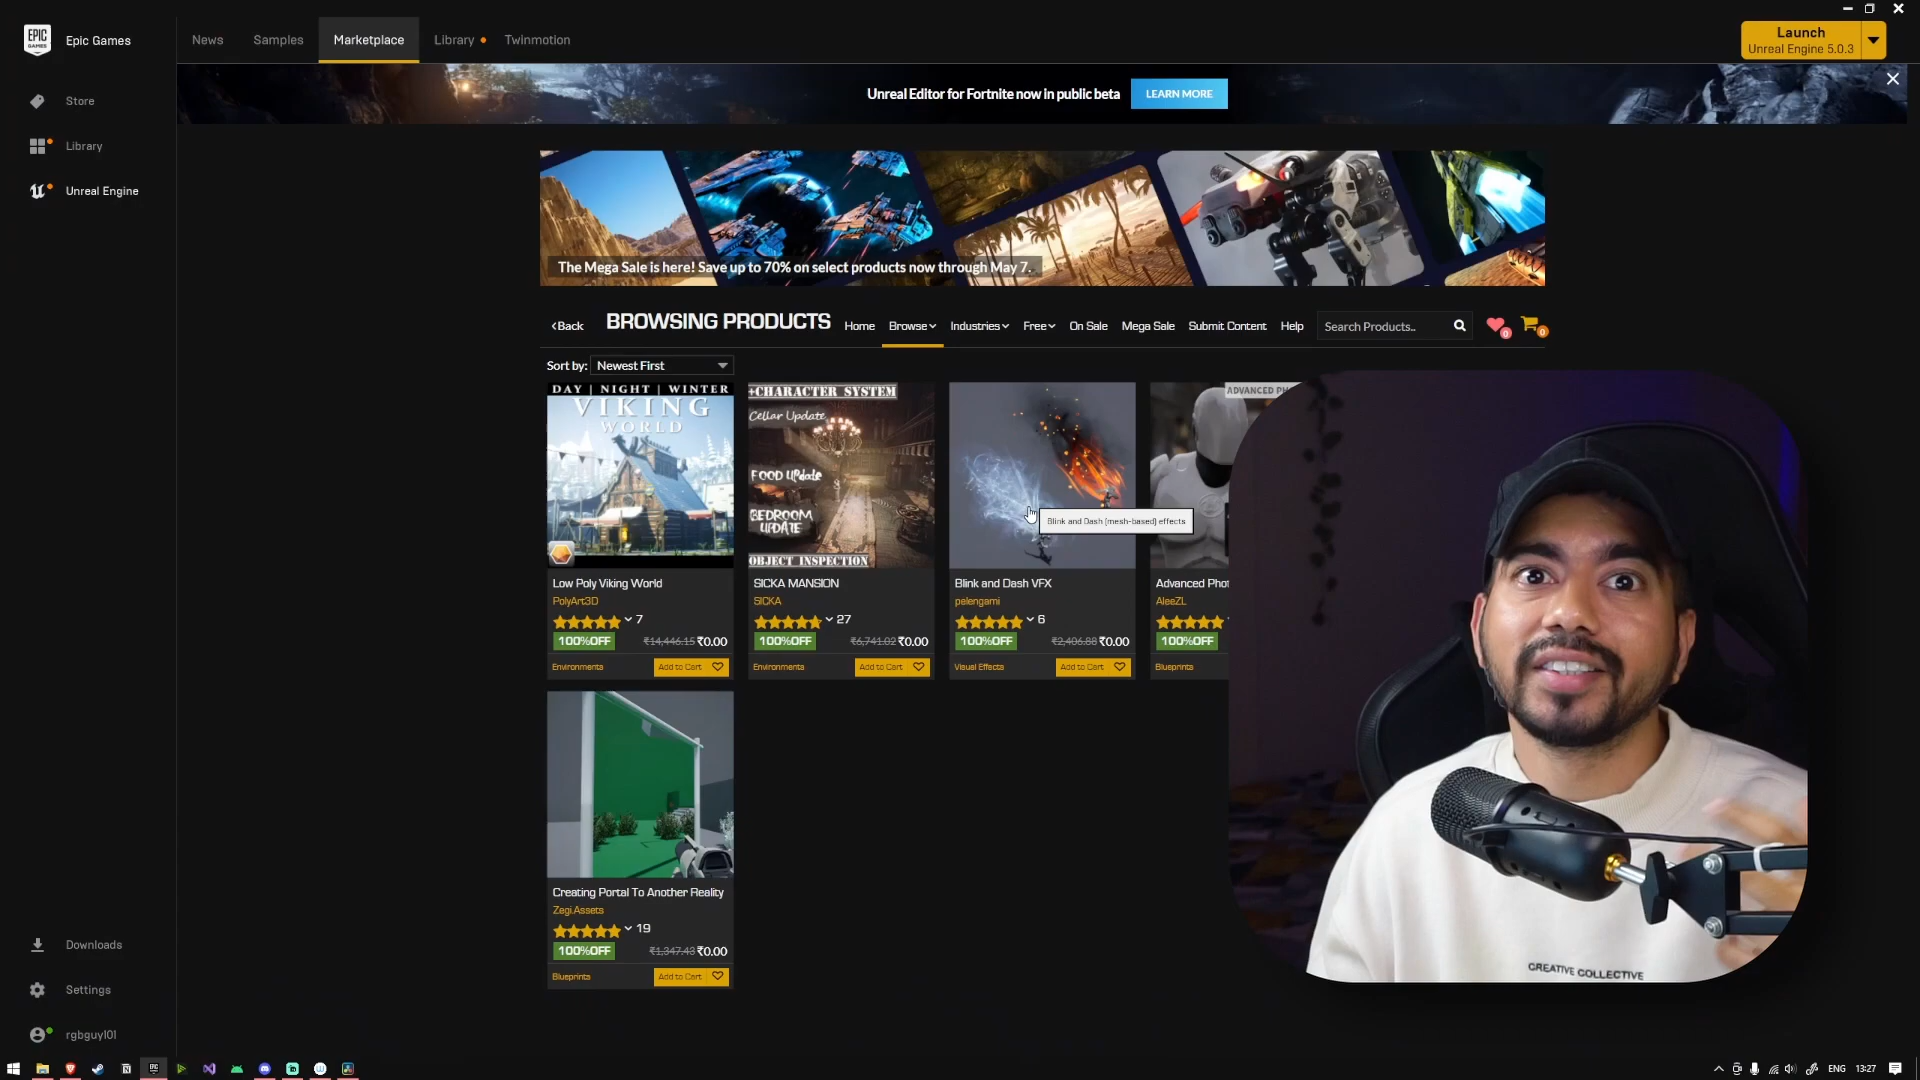 EPIC GAMES
Epic Games
News
Samples
Marketplace
Library
Twinmotion
Launch
Unreal Engine 5.0.3
Store
Library
Unreal Engine
Unreal Editor for Fortnite now in public beta
LEARN MORE
The Mega Sale is here! Save up to 70% on select products now through May 7.
Back
BROWSING PRODUCTS
Home
Browse
Industries
Free
On Sale
Mega Sale
Submit Content
Help
Search Products..
0
0
Sort by: Newest First
DAY | NIGHT | WINTER
VIKING
WORLD
Low Poly Viking World
PolyArt3D
7
100%OFF
₹14,446.15 ₹0.00
Environments
Add to Cart
+CHARACTER SYSTEM
Cellar Update
FOOD Update
BEDROOM
UPDATE
OBJECT INSPECTION
SICKA MANSION
SICKA
27
100%OFF
₹6,741.02 ₹0.00
Environments
Add to Cart
Blink and Dash (mesh-based) effects
Blink and Dash VFX
pelengami
6
100%OFF
₹2,406.88 ₹0.00
Visual Effects
Add to Cart
ADVANCED PH
Advanced Phot
AleeZL
100%OFF
Blueprints
Creating Portal To Another Reality
Zegi.Assets
19
100%OFF
₹1,347.43 ₹0.00
Blueprints
Add to Cart
CREATIVE COLLECTIVE
Downloads
Settings
rgbguy101
ENG
13:27